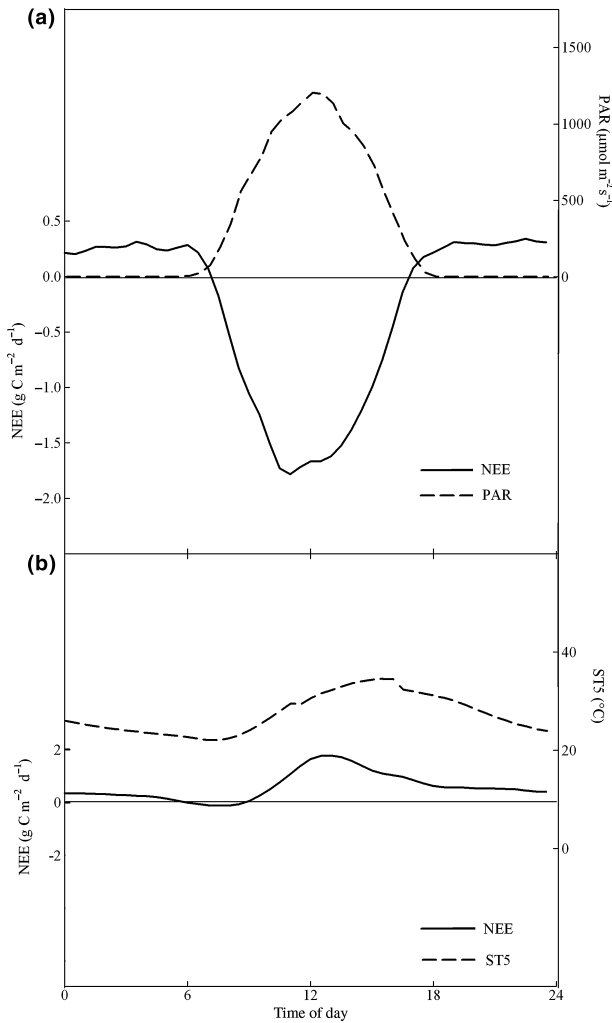 (a)
1500
1000
500
0
PAR (μmol m⁻² s⁻¹)
0.5
0.0
−0.5
−1.0
−1.5
−2.0
NEE (g C m⁻² d⁻¹)
NEE
PAR
(b)
40
20
0
ST5 (°C)
2
0
-2
NEE (g C m⁻² d⁻¹)
NEE
ST5
0 6 12 18 24
Time of day